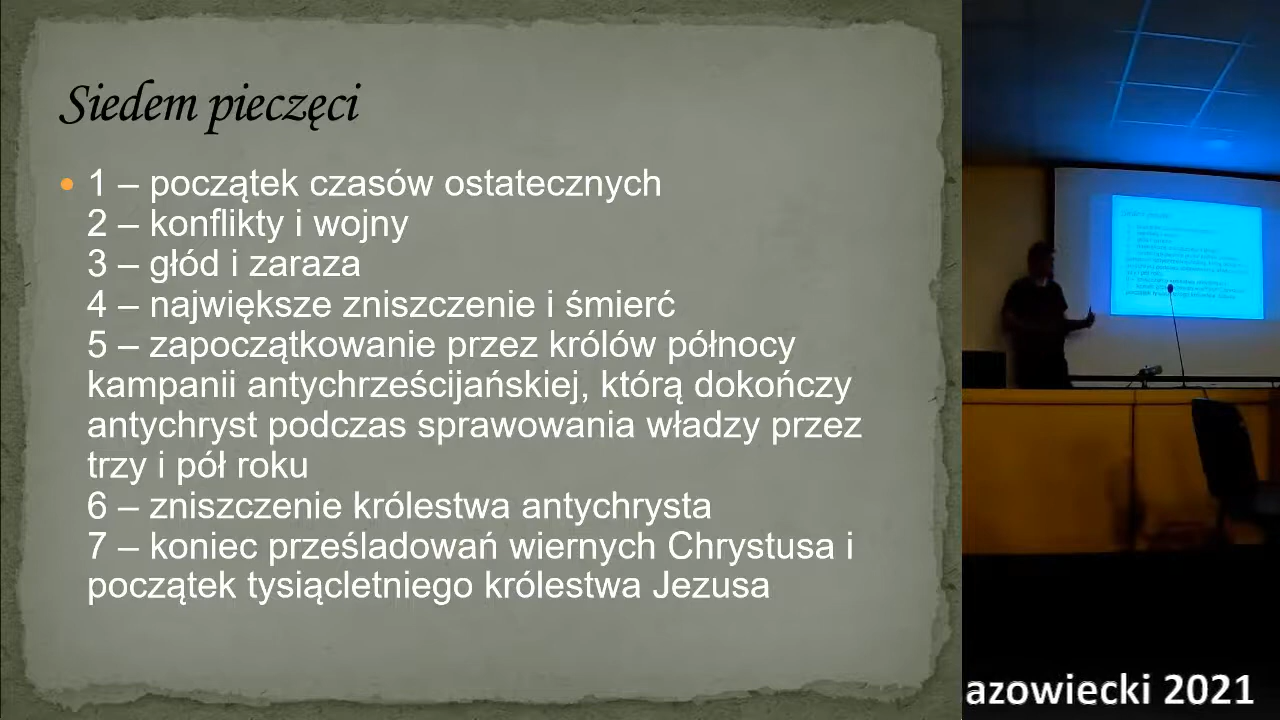 Siedem pieczęci
• 1 – początek czasów ostatecznych
2 – konflikty i wojny
3 – głód i zaraza
4 – największe zniszczenie i śmierć
5 – zapoczątkowanie przez królów północy
kampanii antychrześcijańskiej, którą dokończy
antychryst podczas sprawowania władzy przez
trzy i pół roku
6 – zniszczenie królestwa antychrysta
7 – koniec prześladowań wiernych Chrystusa i
początek tysiącletniego królestwa Jezusa
azowiecki 2021